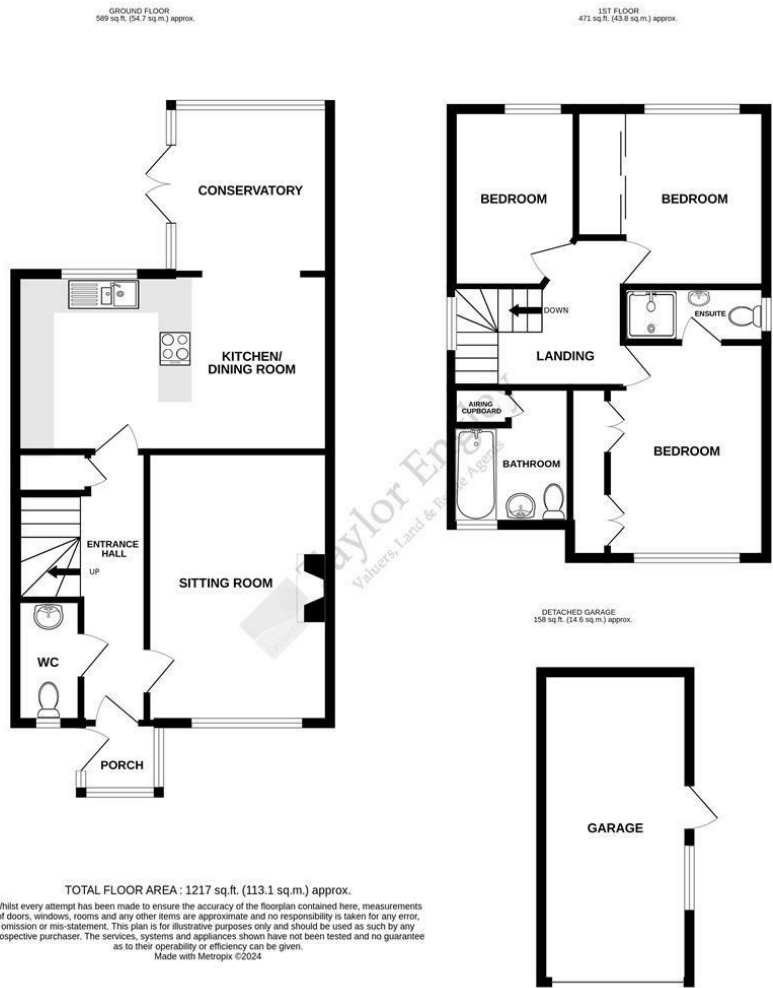 GROUND FLOOR
589 sq.ft. (54.7 sq.m.) approx.
1ST FLOOR
471 sq.ft. (43.8 sq.m.) approx.
CONSERVATORY
KITCHEN/
DINING ROOM
ENTRANCE
HALL
UP
SITTING ROOM
WC
PORCH
BEDROOM
BEDROOM
DOWN
ENSUITE
LANDING
AIRING
CUPBOARD
BATHROOM
BEDROOM
Taylor Engley
Valuers, Land & Estate Agents
DETACHED GARAGE
158 sq.ft. (14.6 sq.m.) approx.
GARAGE
TOTAL FLOOR AREA : 1217 sq.ft. (113.1 sq.m.) approx.
Whilst every attempt has been made to ensure the accuracy of the floorplan contained here, measurements
of doors, windows, rooms and any other items are approximate and no responsibility is taken for any error,
omission or mis-statement. This plan is for illustrative purposes only and should be used as such by any
rospective purchaser. The services, systems and appliances shown have not been tested and no guarantee
as to their operability or efficiency can be given.
Made with Metropix ©2024